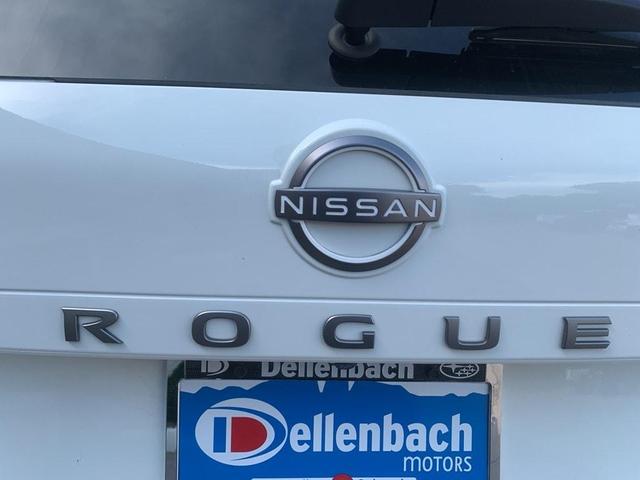 NISSAN
ROGUE
Dellenbach
Dellenbach
MOTORS